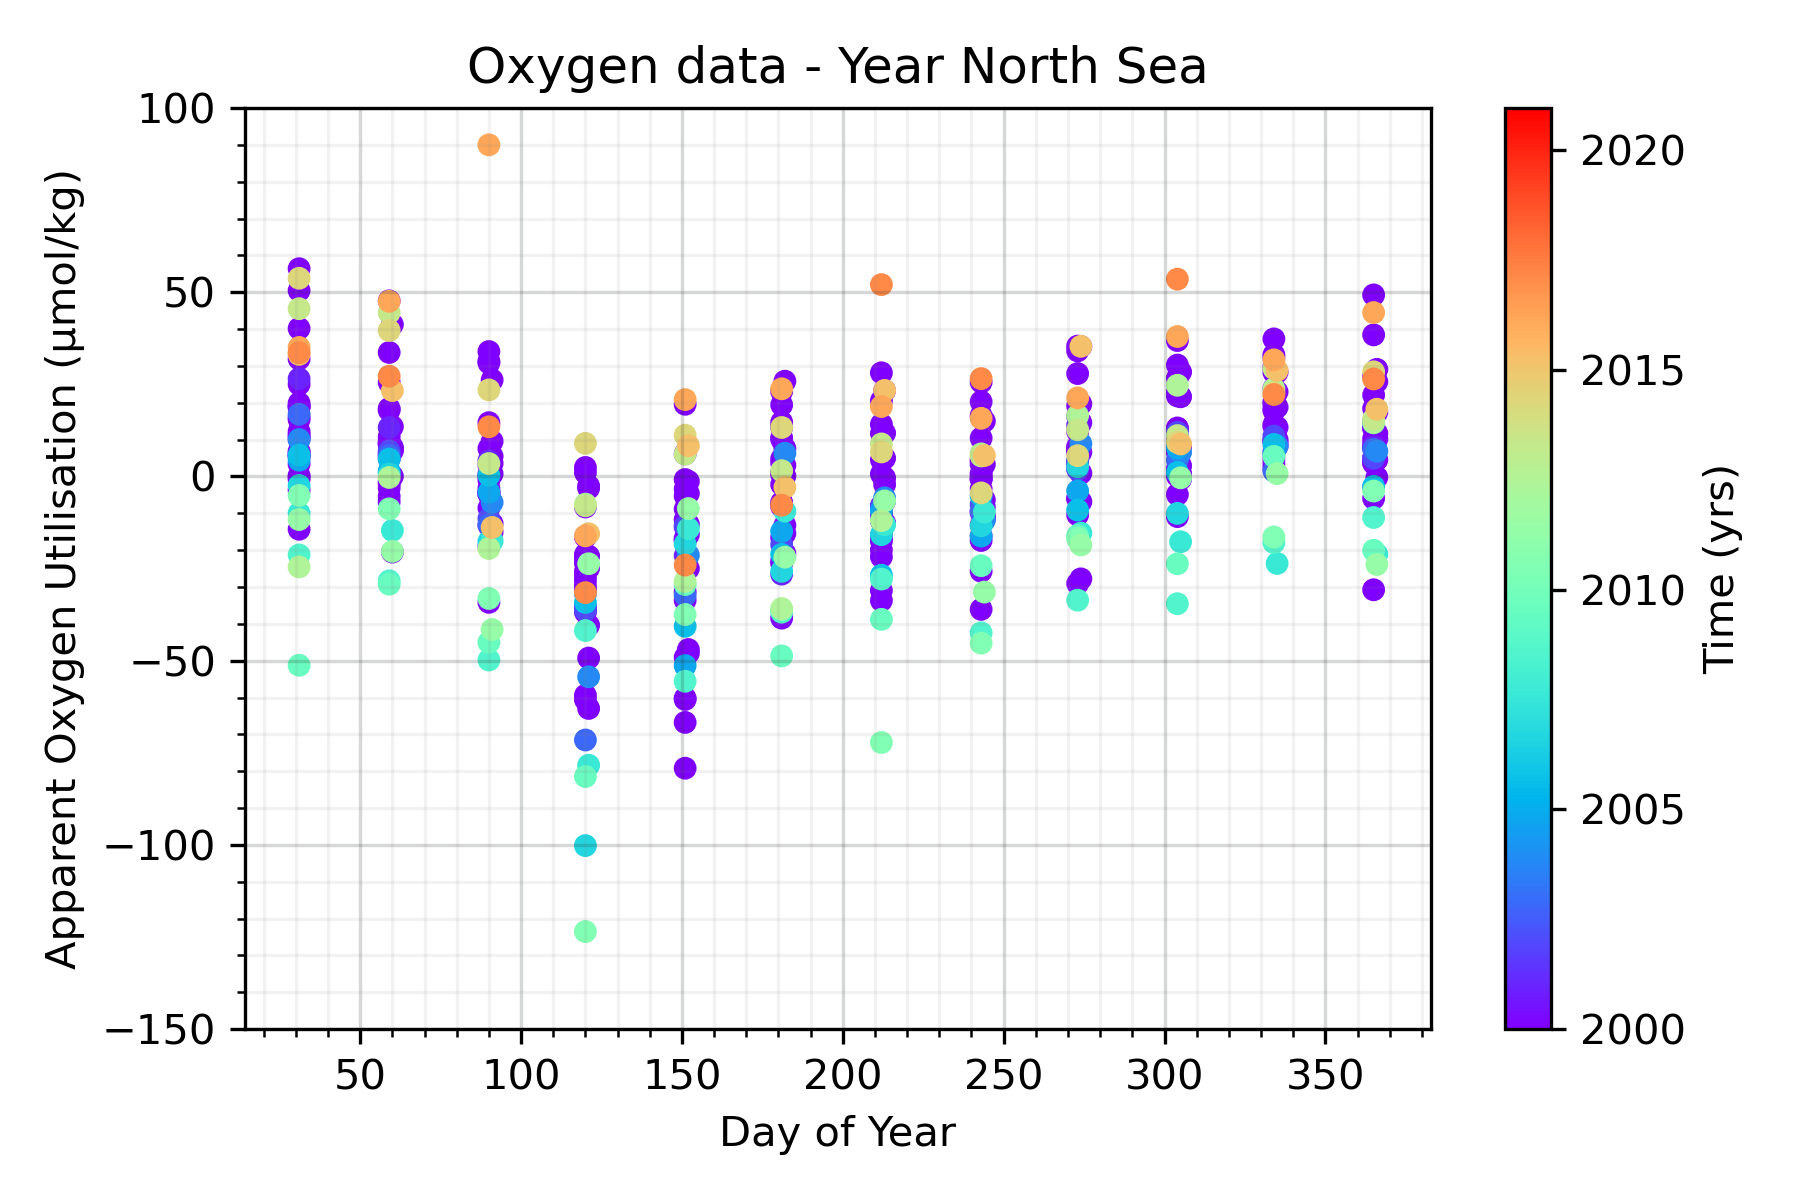 Oxygen data - Year North Sea
Apparent Oxygen Utilisation (µmol/kg)
100
50
0
−50
−100
−150
50 100 150 200 250 300 350
Day of Year
2020
2015
2010
2005
2000
Time (yrs)